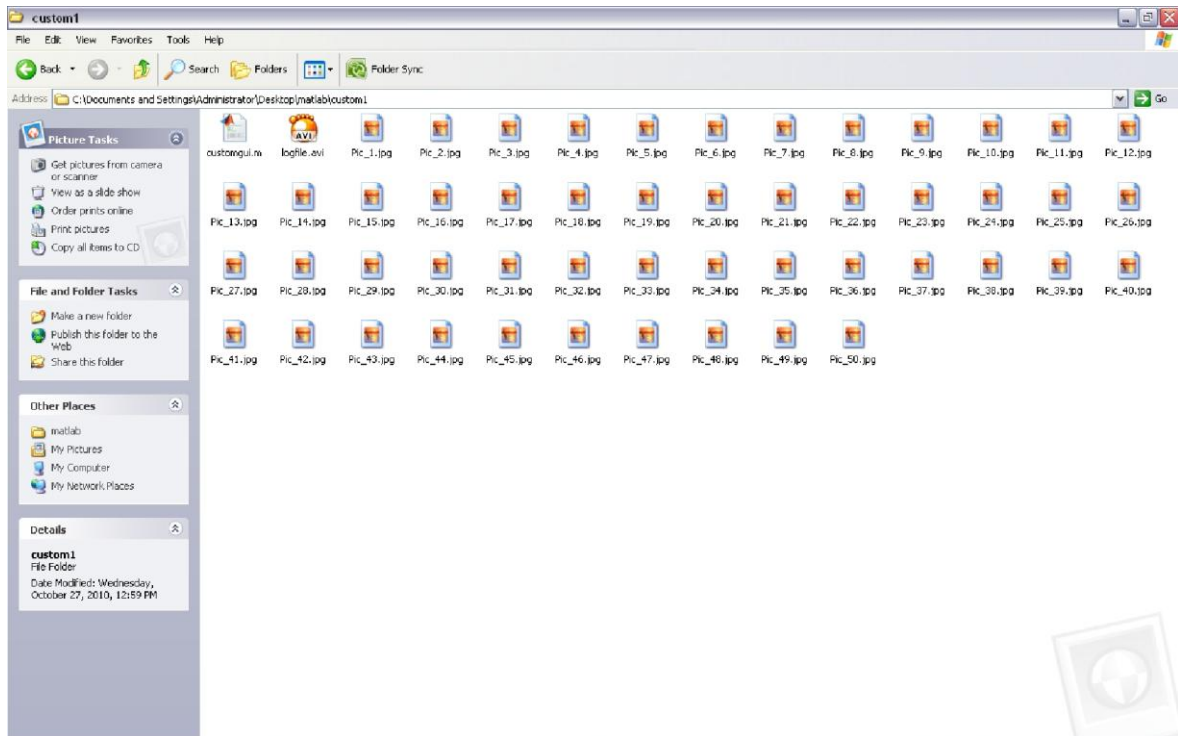 custom1
File Edit View Favorites Tools Help
Back Search Folders Folder Sync
Address C:\Documents and Settings\Administrator\Desktop\matlab\custom1 Go
Picture Tasks
Get pictures from camera
or scanner
View as a slide show
Order prints online
Print pictures
Copy all items to CD
File and Folder Tasks
Make a new folder
Publish this folder to the
Web
Share this folder
Other Places
matlab
My Pictures
My Computer
My Network Places
Details
custom1
File Folder
Date Modified: Wednesday,
October 27, 2010, 12:59 PM
AVI
customgui.m logfile.avi Pic_1.jpg Pic_2.jpg Pic_3.jpg Pic_4.jpg Pic_5.jpg Pic_6.jpg Pic_7.jpg Pic_8.jpg Pic_9.jpg Pic_10.jpg Pic_11.jpg Pic_12.jpg
Pic_13.jpg Pic_14.jpg Pic_15.jpg Pic_16.jpg Pic_17.jpg Pic_18.jpg Pic_19.jpg Pic_20.jpg Pic_21.jpg Pic_22.jpg Pic_23.jpg Pic_24.jpg Pic_25.jpg Pic_26.jpg
Pic_27.jpg Pic_28.jpg Pic_29.jpg Pic_30.jpg Pic_31.jpg Pic_32.jpg Pic_33.jpg Pic_34.jpg Pic_35.jpg Pic_36.jpg Pic_37.jpg Pic_38.jpg Pic_39.jpg Pic_40.jpg
Pic_41.jpg Pic_42.jpg Pic_43.jpg Pic_44.jpg Pic_45.jpg Pic_46.jpg Pic_47.jpg Pic_48.jpg Pic_49.jpg Pic_50.jpg